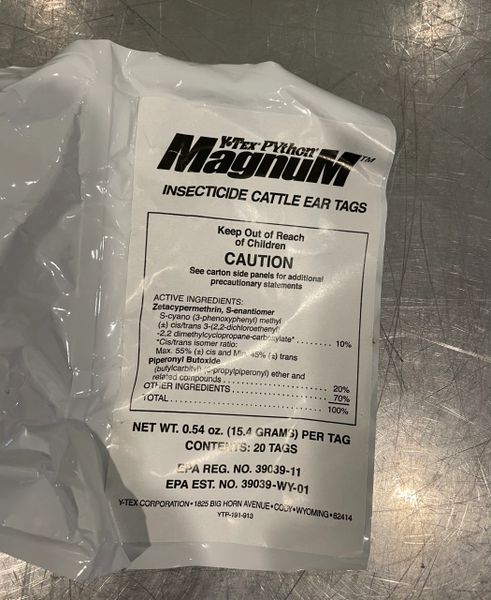 Y-TEX PYthon®
MagnuM™
INSECTICIDE CATTLE EAR TAGS
Keep Out of Reach
of Children
CAUTION
See carton side panels for additional
precautionary statements
ACTIVE INGREDIENTS:
Zetacypermethrin, S-enantiomer
S-cyano (3-phenoxyphenyl) methyl
(±) cis/trans 3-(2,2-dichloroethenyl)
-2,2 dimethylcyclopropane-carboxylate* . . . . . . . . . . 10%
*Cis/trans isomer ratio:
Max. 55% (±) cis and Min. 45% (±) trans
Piperonyl Butoxide
(butylcarbityl) (6-propylpiperonyl) ether and
related compounds . . . . . . . . . . . . . . . . . . . . . . . . 20%
OTHER INGREDIENTS . . . . . . . . . . . . . . . . . . . . . 70%
TOTAL . . . . . . . . . . . . . . . . . . . . . . . . . . . . . . . . . 100%
NET WT. 0.54 oz. (15.4 GRAMS) PER TAG
CONTENTS: 20 TAGS
EPA REG. NO. 39039-11
EPA EST. NO. 39039-WY-01
Y-TEX CORPORATION•1825 BIG HORN AVENUE•CODY•WYOMING•82414
YTP-191-913